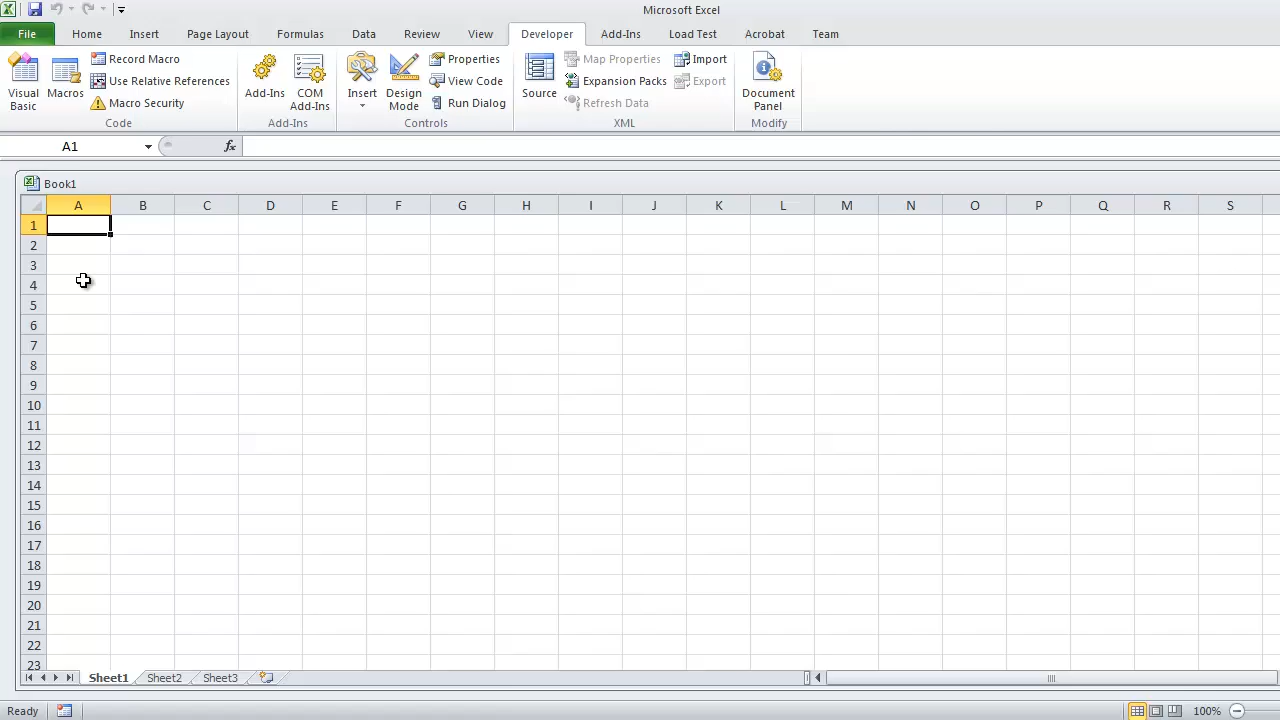 Microsoft Excel
File Home Insert Page Layout Formulas Data Review View Developer Add-Ins Load Test Acrobat Team
Visual Basic
Macros
Record Macro
Use Relative References
Macro Security
Code
Add-Ins
COM Add-Ins
Add-Ins
Insert
Design Mode
Properties
View Code
Run Dialog
Controls
Source
Map Properties
Expansion Packs
Refresh Data
Import
Export
XML
Document Panel
Modify
A1 fx
Book1
A B C D E F G H I J K L M N O P Q R S
1
2
3
4
5
6
7
8
9
10
11
12
13
14
15
16
17
18
19
20
21
22
23
Sheet1 Sheet2 Sheet3
Ready 100%